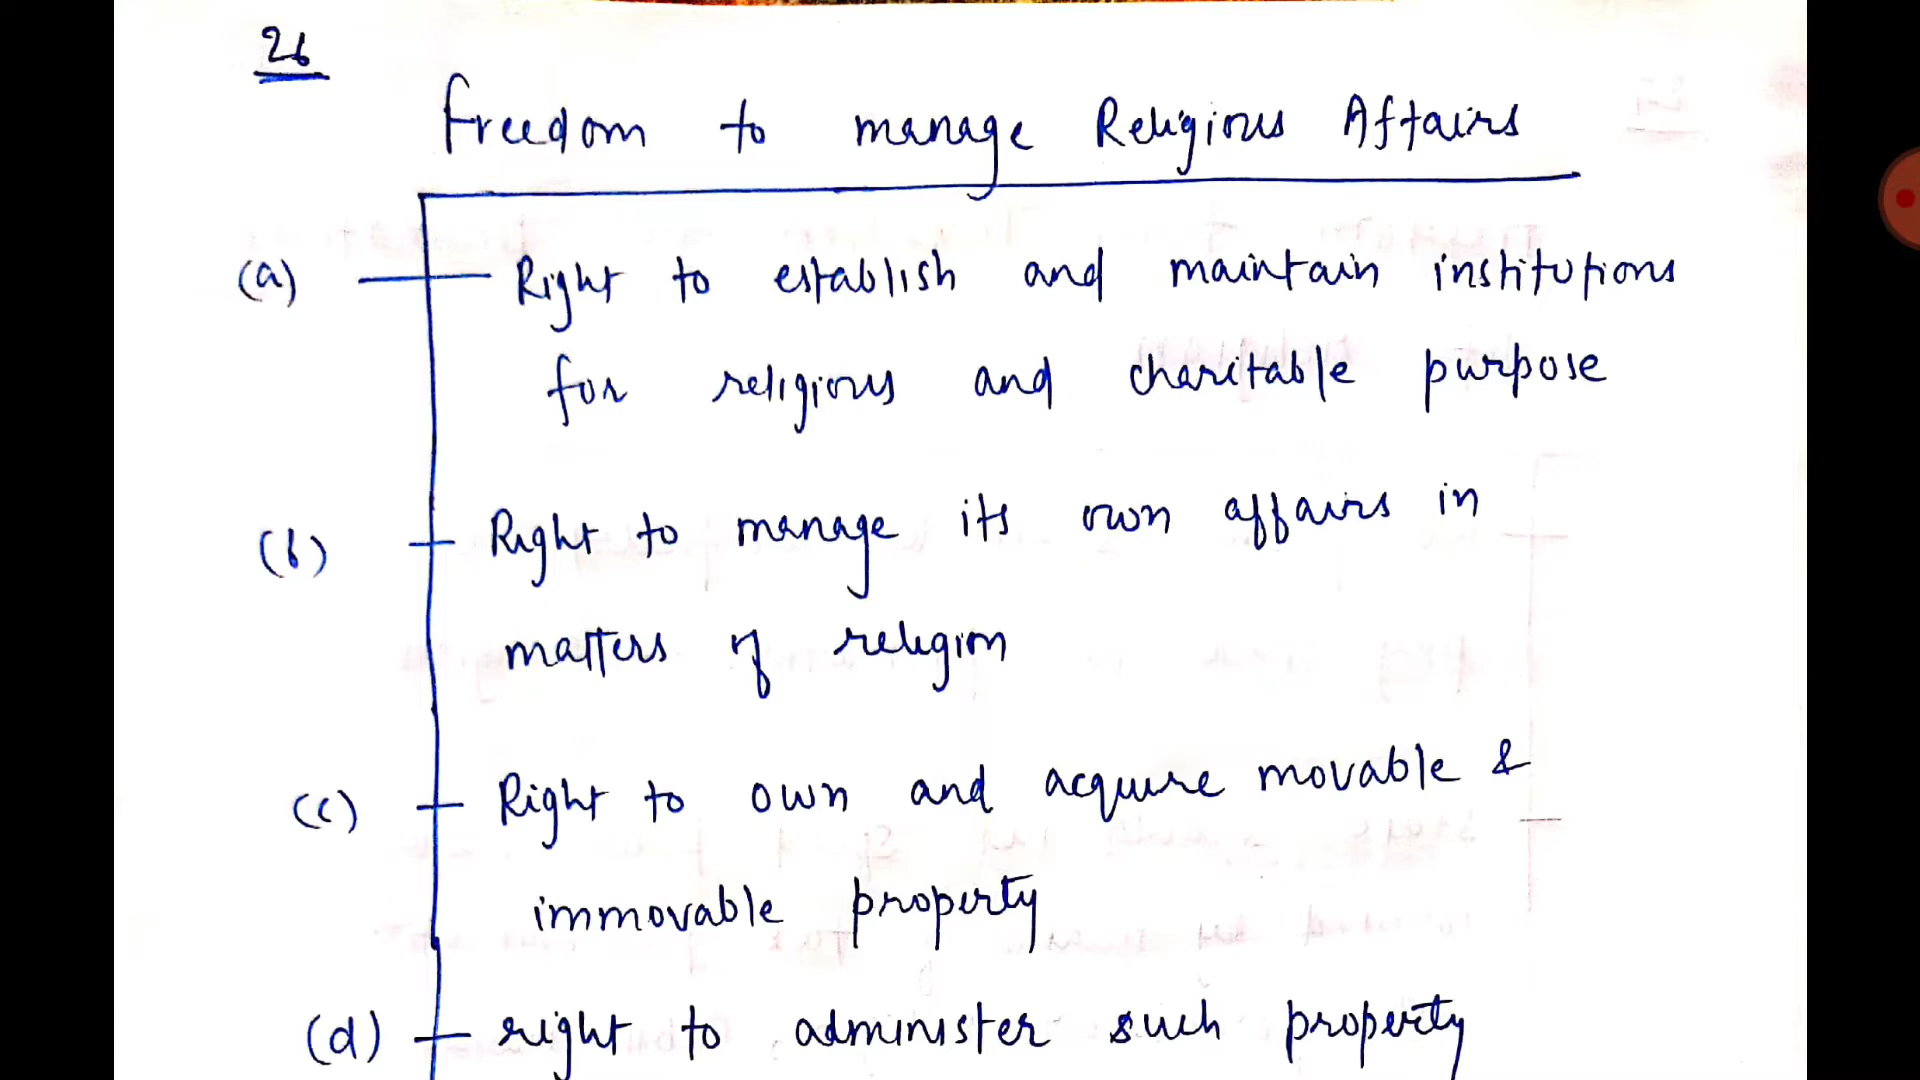 26
Freedom to manage Religious Affairs
(a) Right to establish and maintain institutions
for religious and charitable purpose
(b) Right to manage its own affairs in
matters of religion
(c) Right to own and acquire movable &
immovable property
(d) right to administer such property